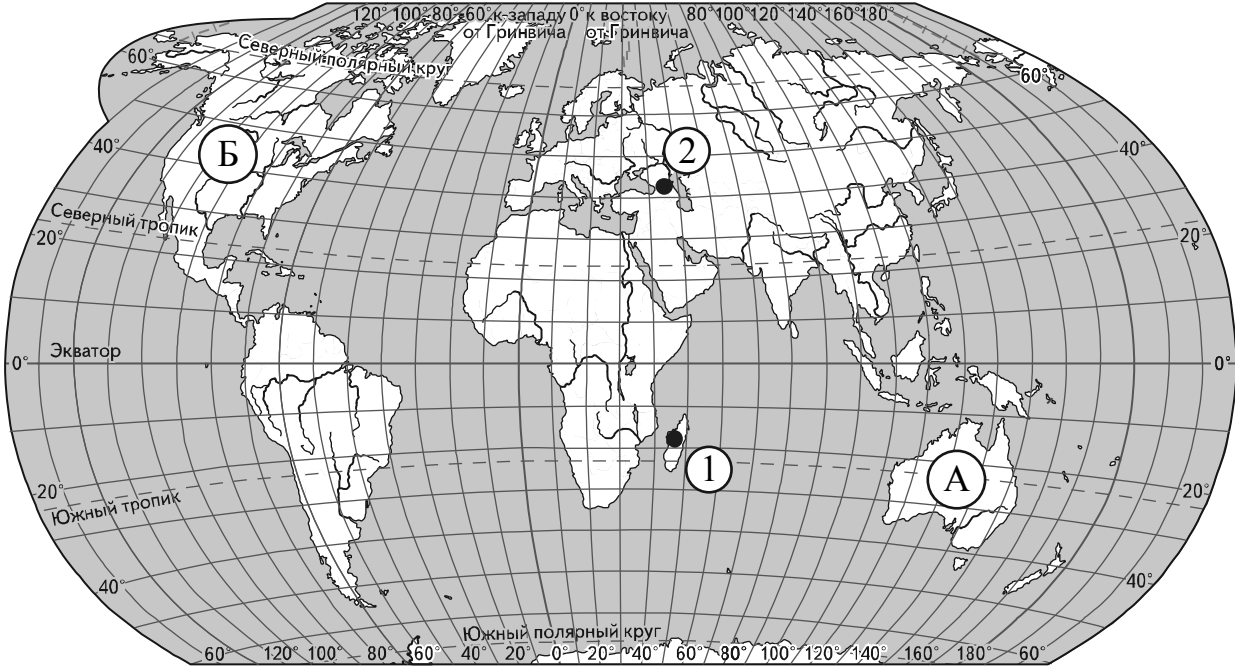 120° 100° 80° 60° к западу 0° к востоку 80° 100° 120° 140° 160° 180°
от Гринвича от Гринвича
60° Северный полярный круг 60°
Б 2
40° 40°
Северный тропик
20° 20°
Экватор
0° 0°
1 А
20° 20°
Южный тропик
40° 40°
Южный полярный круг
60° 120° 100° 80° 60° 40° 20° 0° 20° 40° 60° 80° 100° 120° 140° 160° 180° 60°